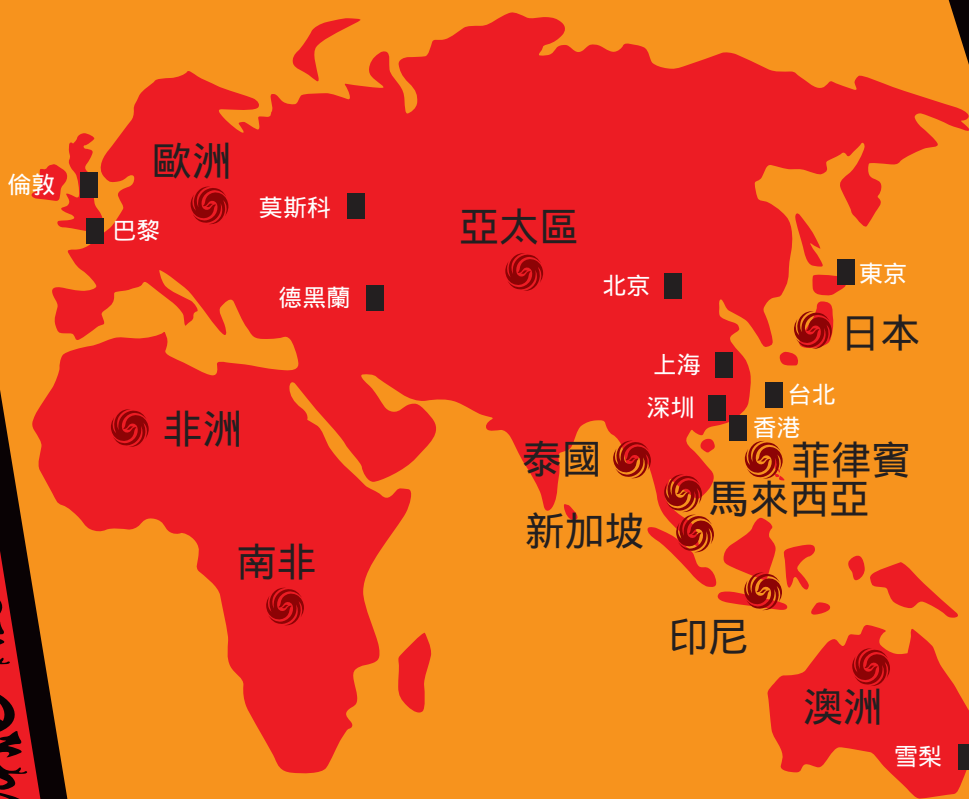 歐洲
倫敦
莫斯科
巴黎
亞太區
東京
北京
德黑蘭
日本
上海
台北
深圳
香港
非洲
泰國
菲律賓
馬來西亞
新加坡
南非
印尼
澳洲
雪梨